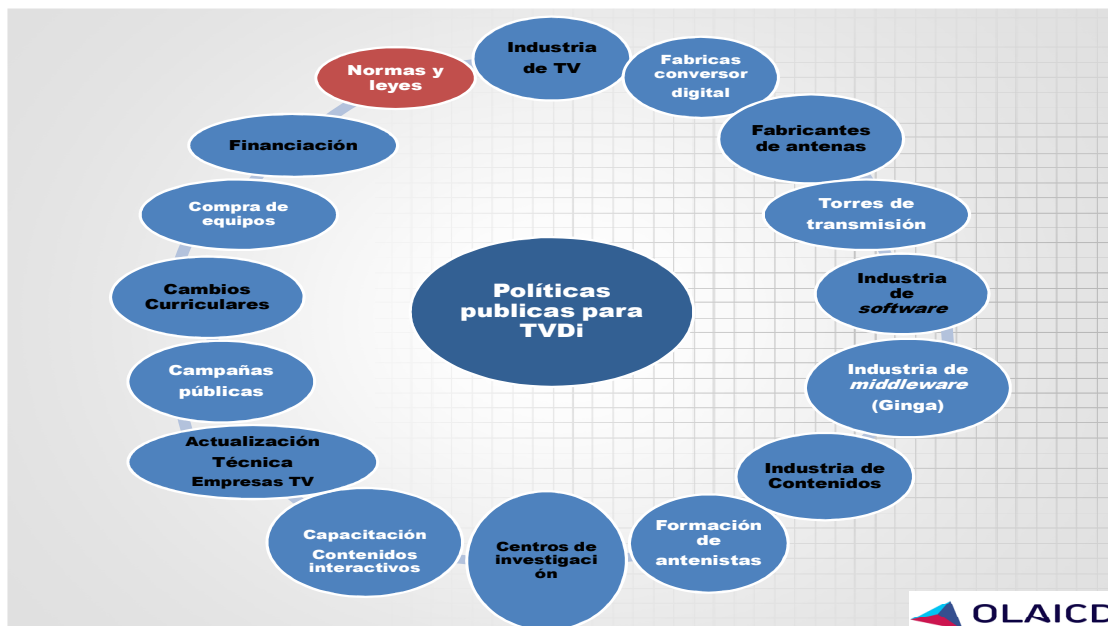 Industria
de TV
Fabricas
conversor
digital
Fabricantes
de antenas
Torres de
transmisión
Industria
de
software
Industria de
middleware
(Ginga)
Industria de
Contenidos
Formación
de
antenistas
Centros de
investigaci
ón
Capacitación
Contenidos
interactivos
Actualización
Técnica
Empresas TV
Campañas
públicas
Cambios
Curriculares
Compra de
equipos
Financiación
Normas y
leyes
Políticas
publicas para
TVDi
OLAICD